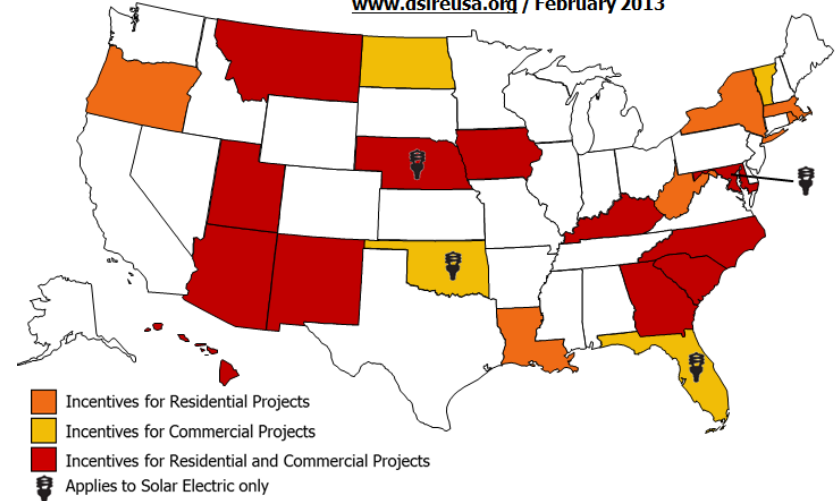 www.dsireusa.org / February 2013
Incentives for Residential Projects
Incentives for Commercial Projects
Incentives for Residential and Commercial Projects
Applies to Solar Electric only